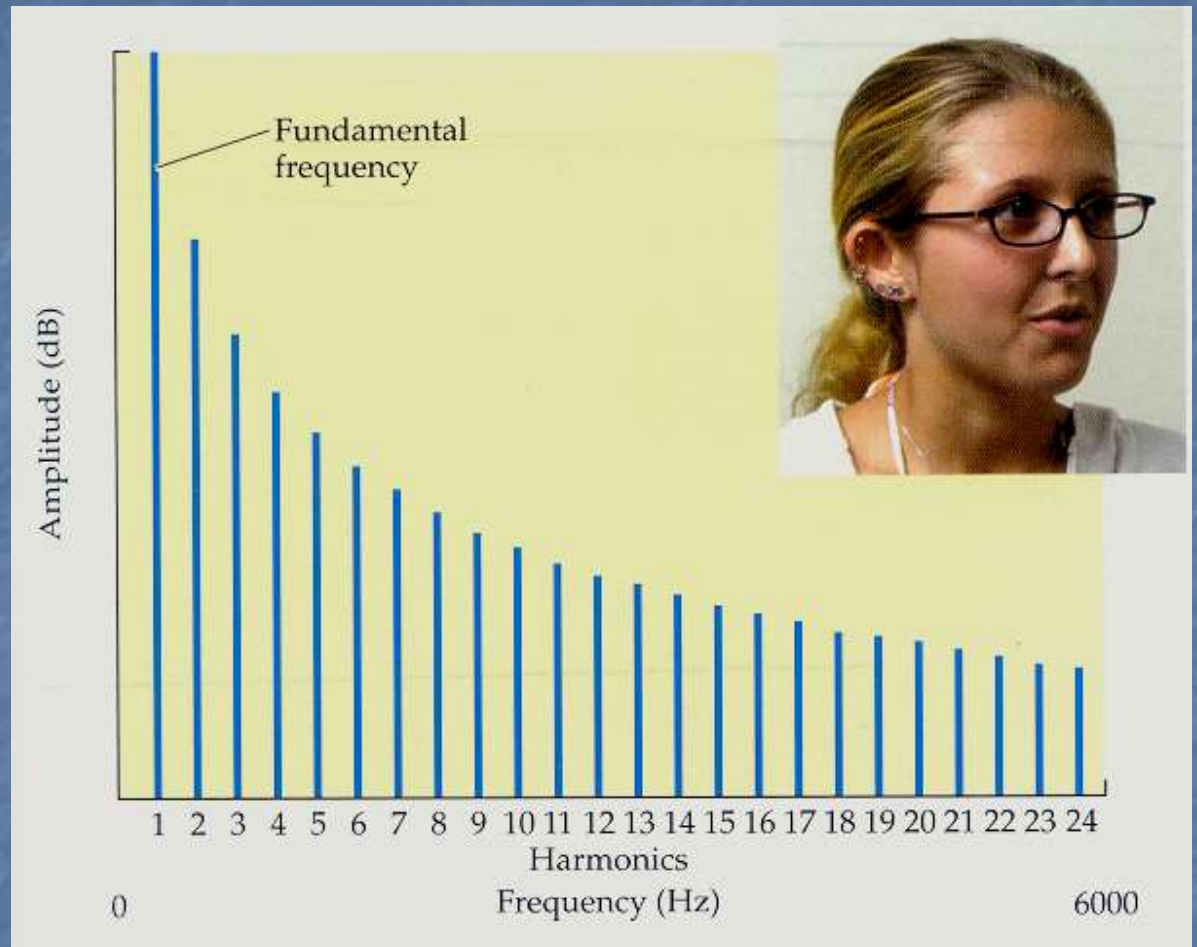 Fundamental
frequency
Amplitude (dB)
1 2 3 4 5 6 7 8 9 10 11 12 13 14 15 16 17 18 19 20 21 22 23 24
Harmonics
Frequency (Hz)
0
6000